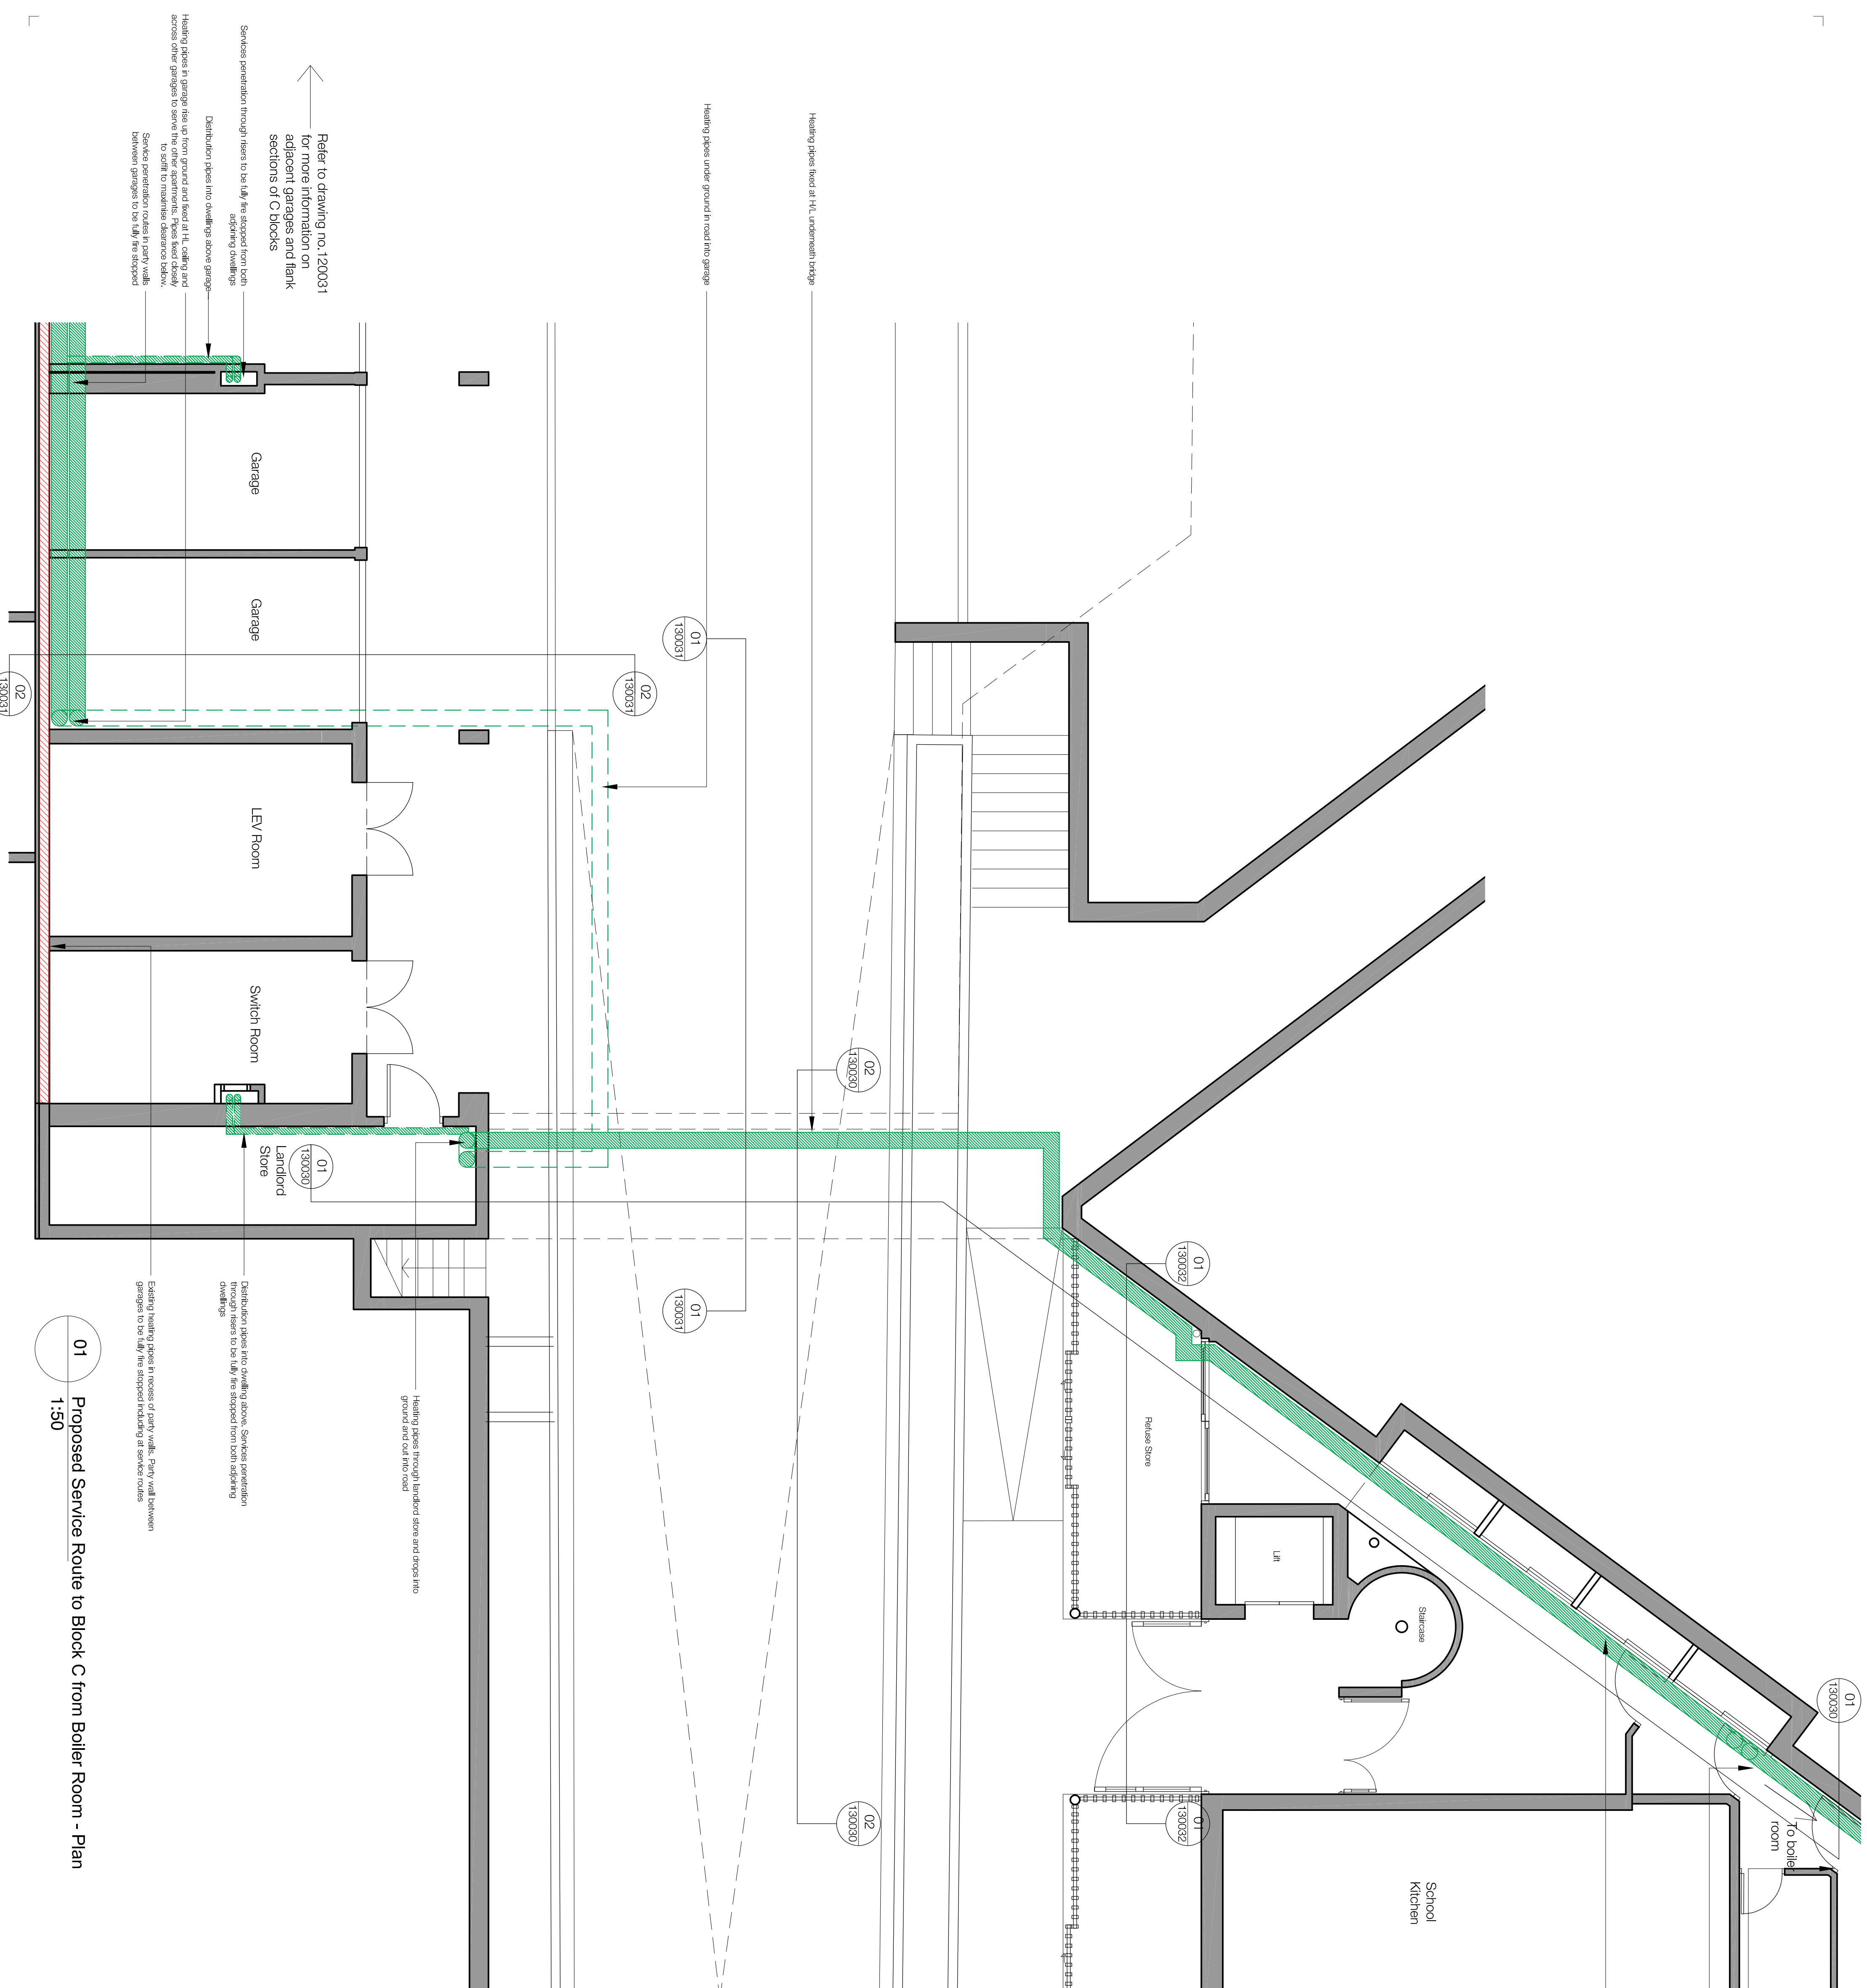 Refer to drawing no.120031
for more information on
adjacent garages and flank
sections of C blocks
Services penetration through risers to be fully fire stopped from both
adjoining dwellings
Distribution pipes into dwellings above garage
Heating pipes in garage rise up from ground and fixed at HL ceiling and
across other garages to serve the other apartments. Pipes fixed closely
to soffit to maximise clearance below.
Service penetration routes in party walls
between garages to be fully fire stopped
Heating pipes under ground in road into garage
Heating pipes fixed at H/L underneath bridge
Garage
Garage
LEV Room
Switch Room
Landlord
Store
01
130031
02
130031
02
130031
02
130030
01
130030
01
130031
01
130032
01
130030
02
130030
01
130032
Refuse Store
Lift
Staircase
To boiler
room
School
Kitchen
Heating pipes through landlord store and drops into
ground and out into road
Distribution pipes into dwelling above. Services penetration
through risers to be fully fire stopped from both adjoining
dwellings
Existing heating pipes in recess of party walls. Party wall between
garages to be fully fire stopped including at service routes
01
Proposed Service Route to Block C from Boiler Room - Plan
1:50